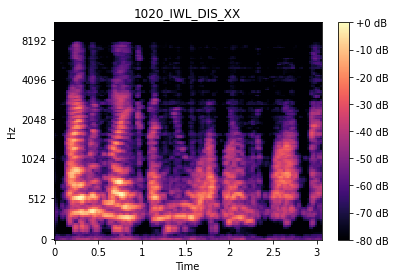 1020_IWL_DIS_XX
8192
4096
2048
1024
512
0
Hz
0 0.5 1 1.5 2 2.5 3
Time
+0 dB
-10 dB
-20 dB
-30 dB
-40 dB
-50 dB
-60 dB
-70 dB
-80 dB